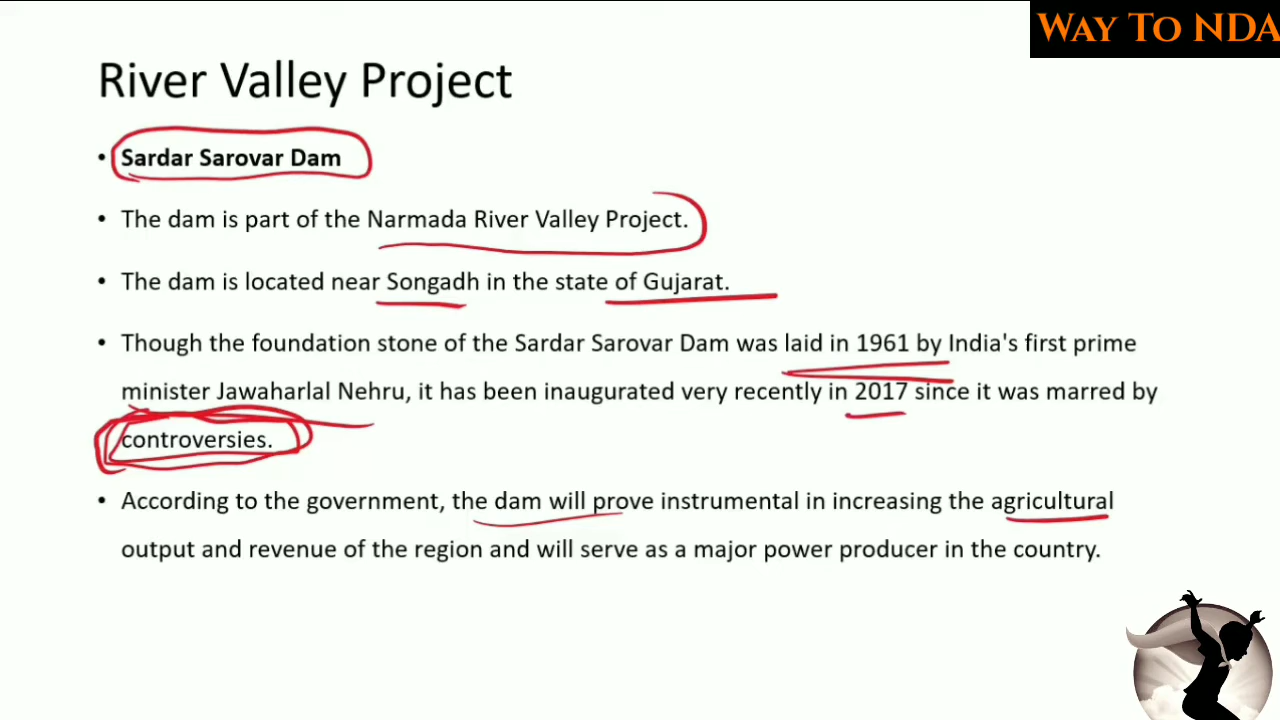 WAY TO NDA
River Valley Project
• Sardar Sarovar Dam
• The dam is part of the Narmada River Valley Project.
• The dam is located near Songadh in the state of Gujarat.
• Though the foundation stone of the Sardar Sarovar Dam was laid in 1961 by India's first prime
minister Jawaharlal Nehru, it has been inaugurated very recently in 2017 since it was marred by
controversies.
• According to the government, the dam will prove instrumental in increasing the agricultural
output and revenue of the region and will serve as a major power producer in the country.